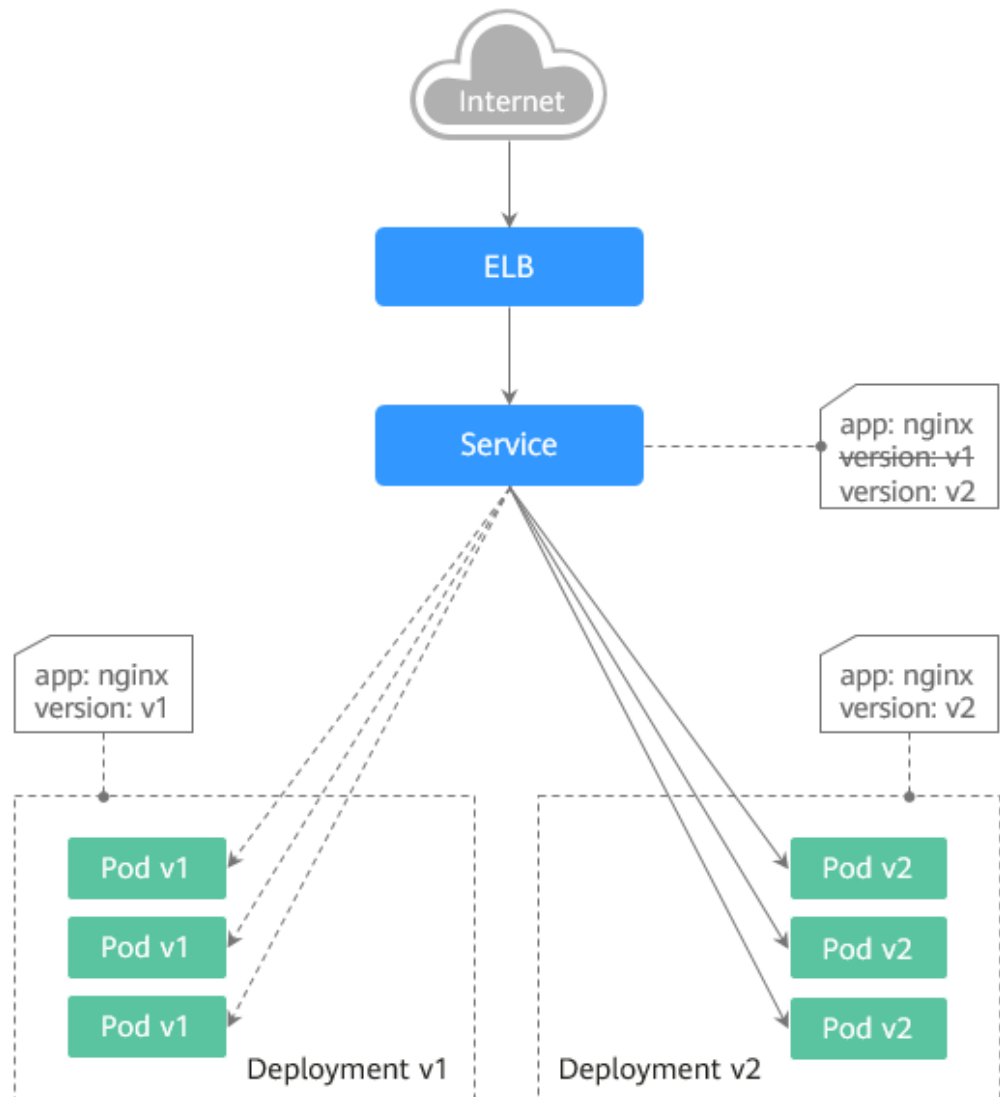 Internet
ELB
Service
app: nginx
version: v1
version: v2
app: nginx
version: v1
app: nginx
version: v2
Pod v1
Pod v1
Pod v1
Deployment v1
Pod v2
Pod v2
Pod v2
Deployment v2